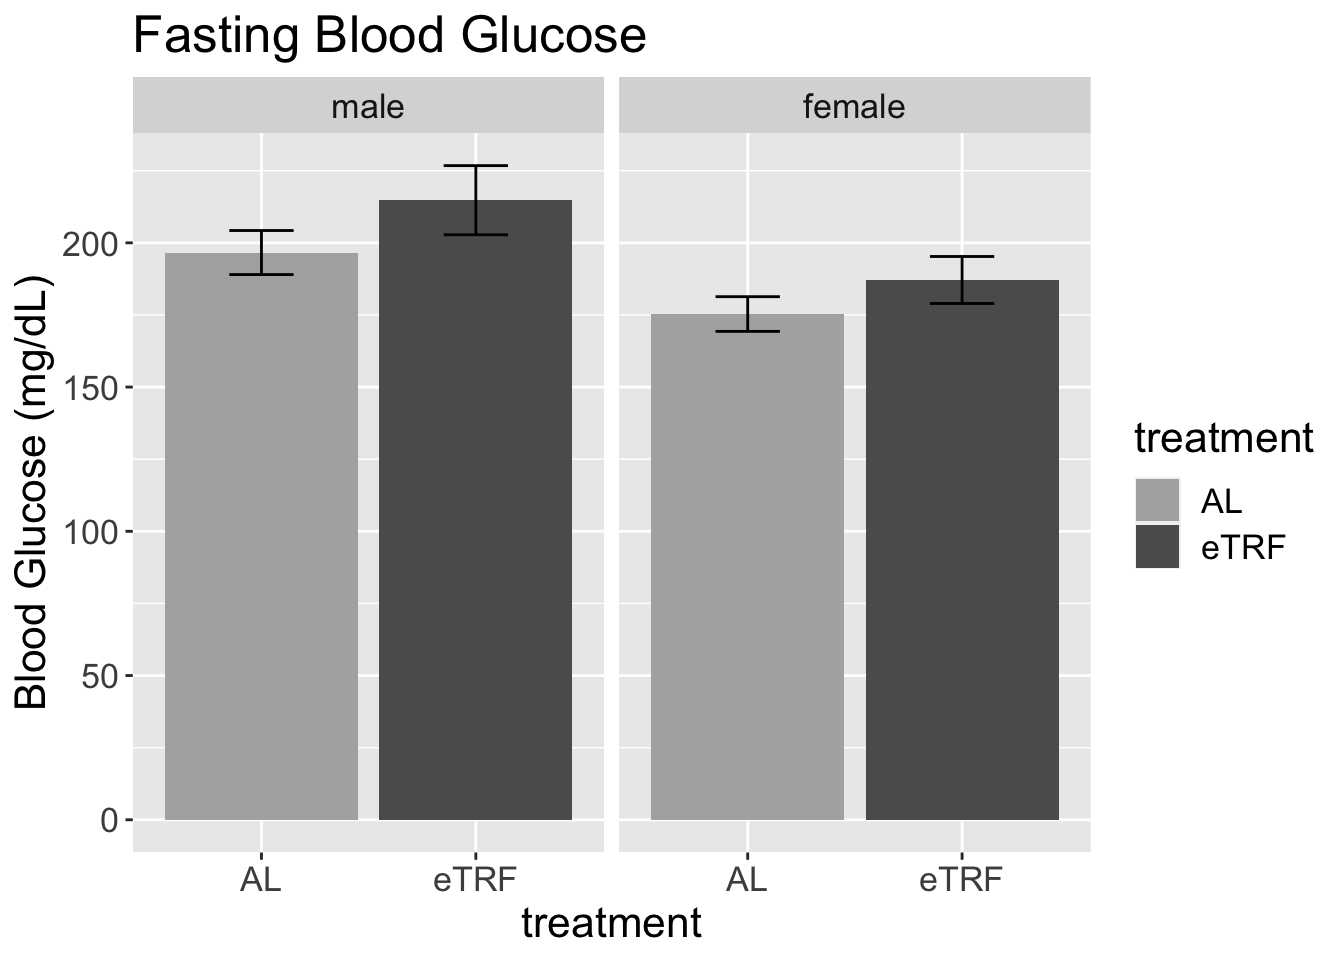 Fasting Blood Glucose
male
female
Blood Glucose (mg/dL)
200
150
100
50
0
AL
eTRF
AL
eTRF
treatment
treatment
AL
eTRF